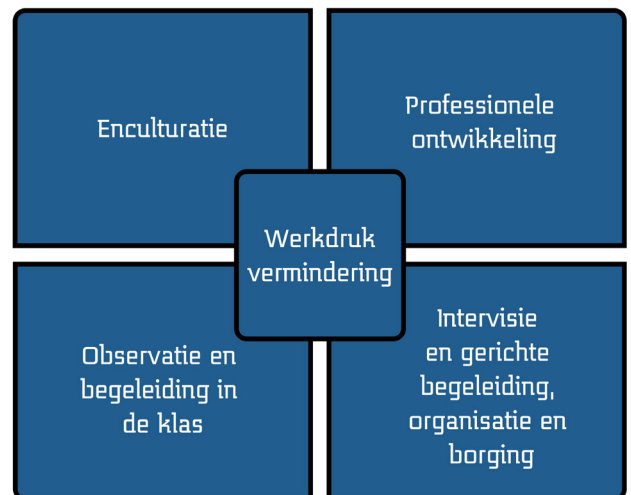 Enculturatie
Professionele
ontwikkeling
Werkdruk
vermindering
Observatie en
begeleiding in
de klas
Intervisie
en gerichte
begeleiding,
organisatie en
borging